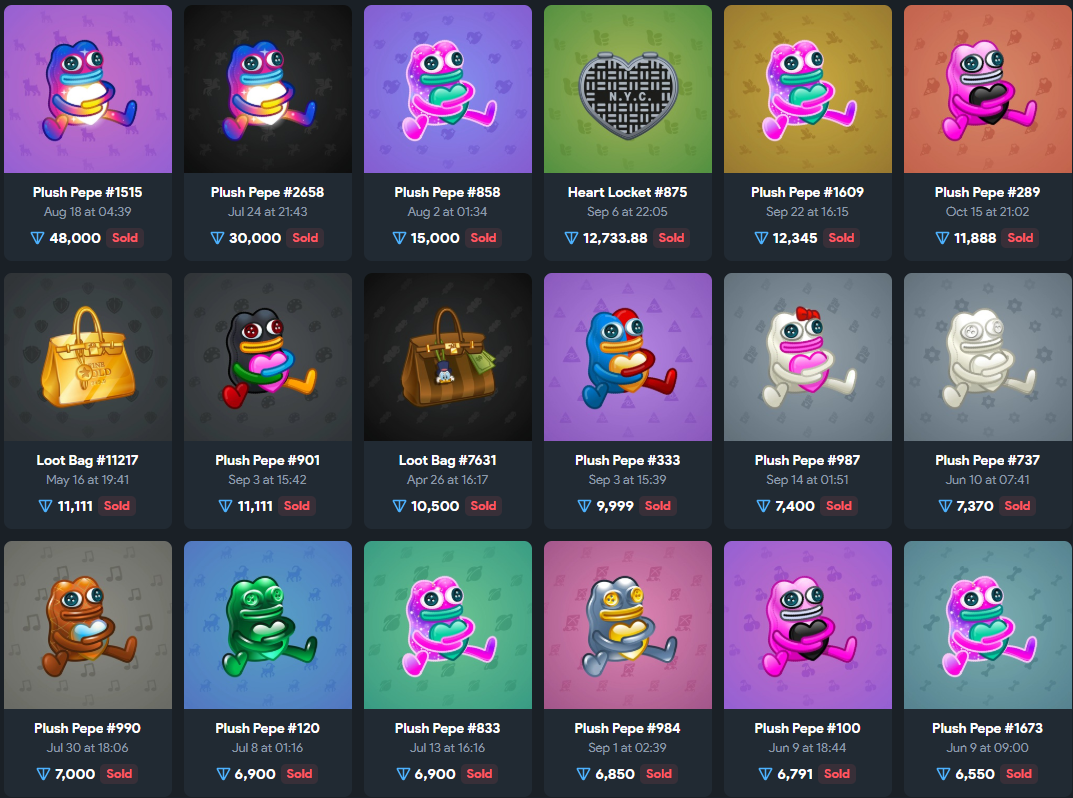 N.Y.C.
Plush Pepe #1515
Aug 18 at 04:39
48,000 Sold
Plush Pepe #2658
Jul 24 at 21:43
30,000 Sold
Plush Pepe #858
Aug 2 at 01:34
15,000 Sold
Heart Locket #875
Sep 6 at 22:05
12,733.88 Sold
Plush Pepe #1609
Sep 22 at 16:15
12,345 Sold
Plush Pepe #289
Oct 15 at 21:02
11,888 Sold
Loot Bag #11217
May 16 at 19:41
11,111 Sold
Plush Pepe #901
Sep 3 at 15:42
11,111 Sold
Loot Bag #7631
Apr 26 at 16:17
10,500 Sold
Plush Pepe #333
Sep 3 at 15:39
9,999 Sold
Plush Pepe #987
Sep 14 at 01:51
7,400 Sold
Plush Pepe #737
Jun 10 at 07:41
7,370 Sold
Plush Pepe #990
Jul 30 at 18:06
7,000 Sold
Plush Pepe #120
Jul 8 at 01:16
6,900 Sold
Plush Pepe #833
Jul 13 at 16:16
6,900 Sold
Plush Pepe #984
Sep 1 at 02:39
6,850 Sold
Plush Pepe #100
Jun 9 at 18:44
6,791 Sold
Plush Pepe #1673
Jun 9 at 09:00
6,550 Sold